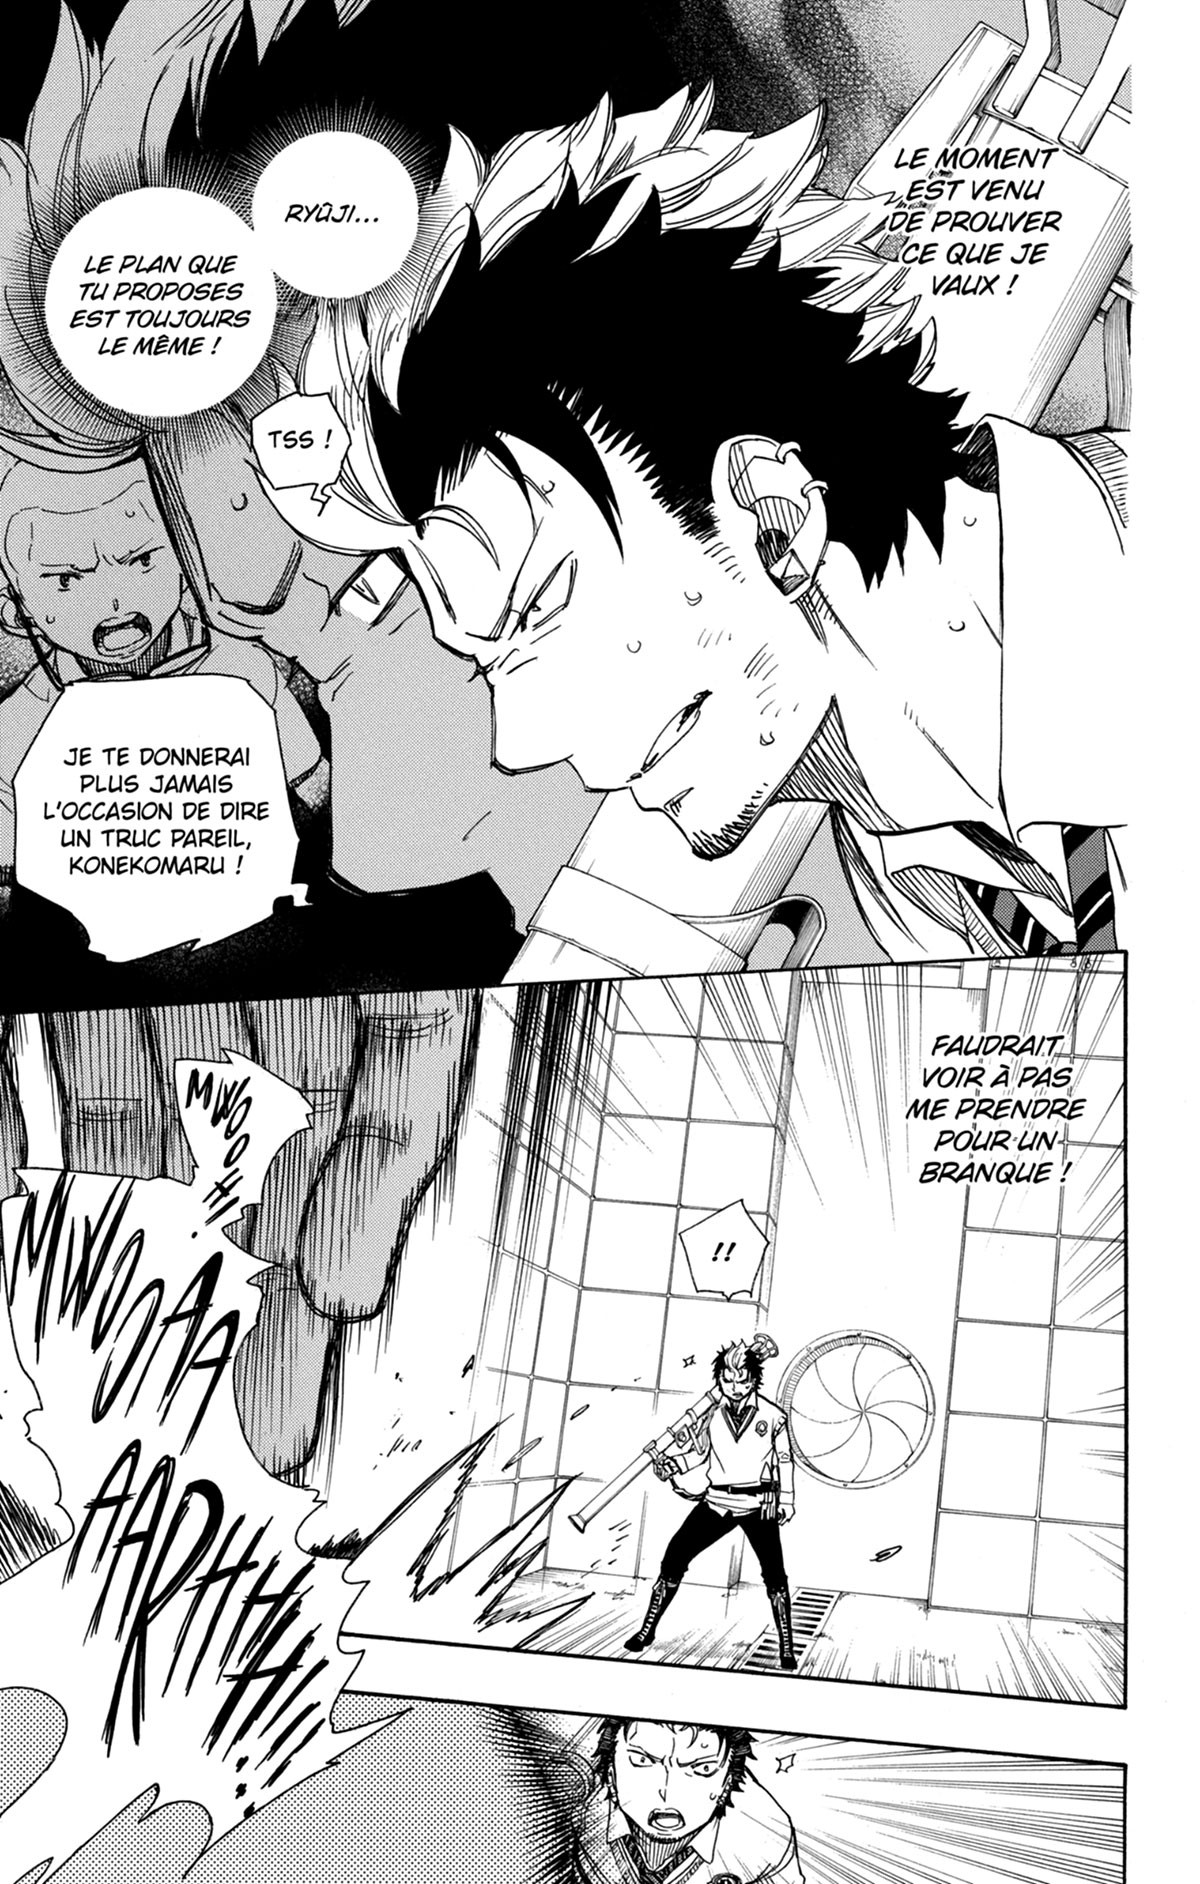 LE MOMENT
EST VENU
DE PROUVER
CE QUE JE
VAUX !
RYÛJI...
LE PLAN QUE
TU PROPOSES
EST TOUJOURS
LE MÊME !
TSS !
JE TE DONNERAI
PLUS JAMAIS
L'OCCASION DE DIRE
UN TRUC PAREIL,
KONEKOMARU !
FAUDRAIT
VOIR À PAS
ME PRENDRE
POUR UN
BRANQUE !
!!